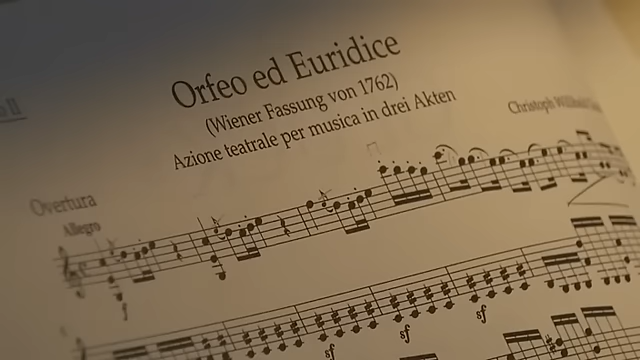 Orfeo ed Euridice
(Wiener Fassung von 1762)
Azione teatrale per musica in drei Akten
Christoph
Overtura
Allegro
sf
sf
sf